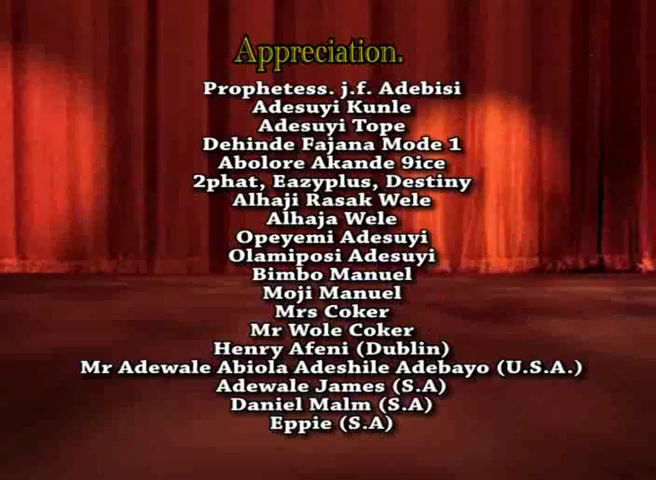 Appreciation.
Prophetess. j.f. Adebisi
Adesuyi Kunle
Adesuyi Tope
Dehinde Fajana Mode 1
Abolore Akande 9ice
2phat, Eazyplus, Destiny
Alhaji Rasak Wele
Alhaja Wele
Opeyemi Adesuyi
Olamiposi Adesuyi
Bimbo Manuel
Moji Manuel
Mrs Coker
Mr Wole Coker
Henry Afeni (Dublin)
Mr Adewale Abiola Adeshile Adebayo (U.S.A.)
Adewale James (S.A)
Daniel Malm (S.A)
Eppie (S.A)